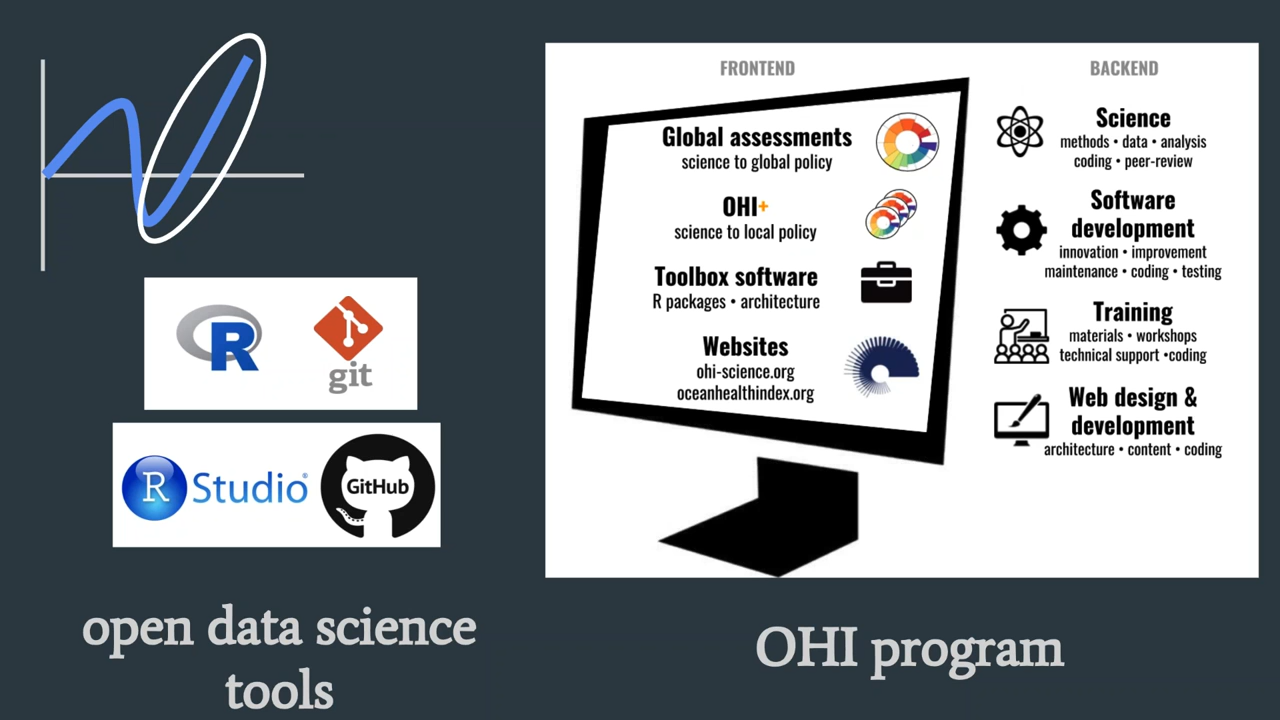 R
git
R Studio®
GitHub
open data science
tools
FRONTEND
Global assessments
science to global policy
OHI+
science to local policy
Toolbox software
R packages • architecture
Websites
ohi-science.org
oceanhealthindex.org
BACKEND
Science
methods • data • analysis
coding • peer-review
Software
development
innovation • improvement
maintenance • coding • testing
Training
materials • workshops
technical support •coding
Web design &
development
architecture • content • coding
OHI program